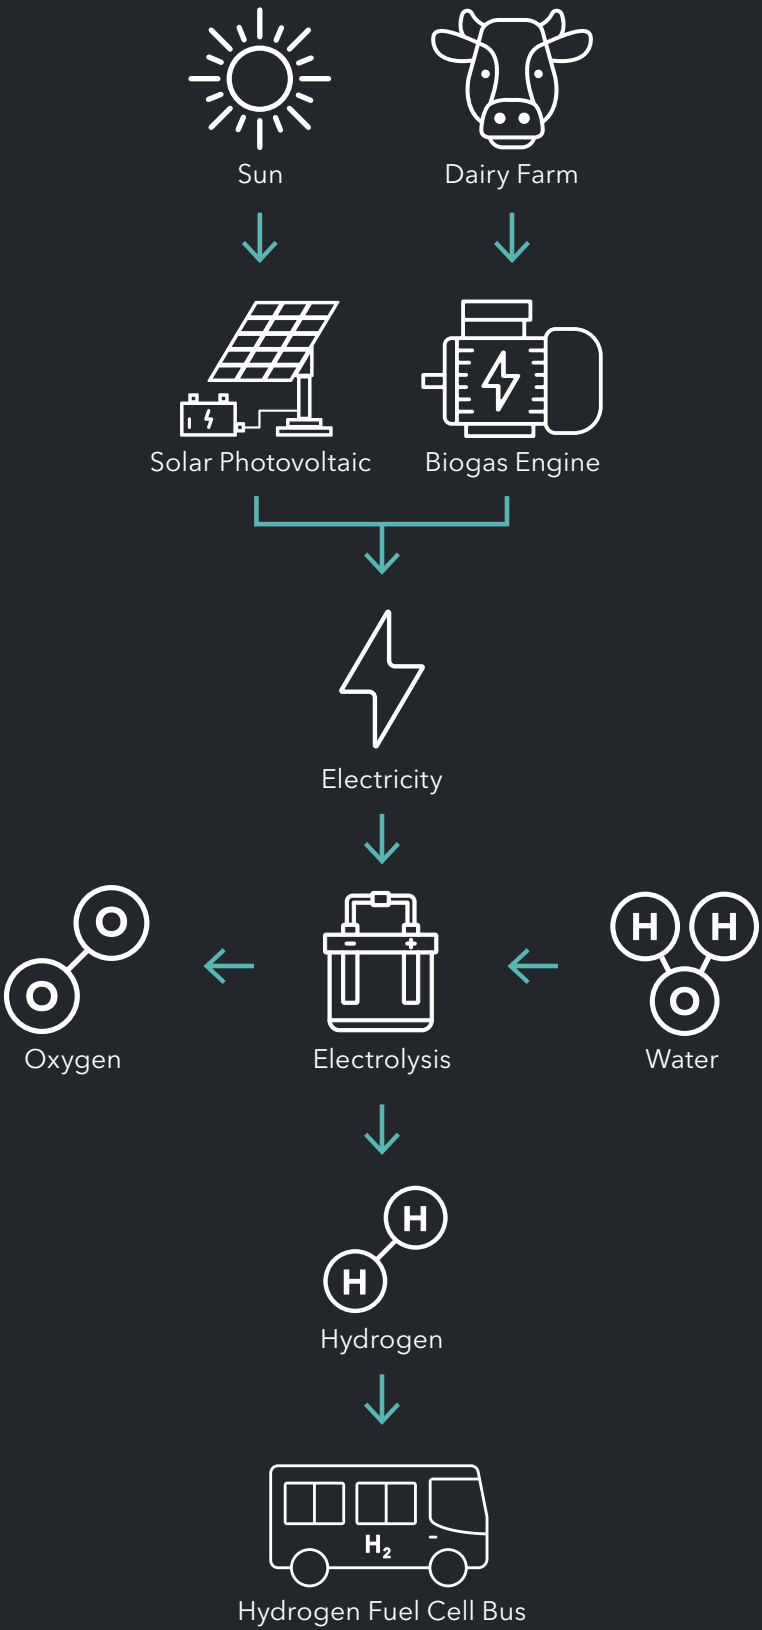 Sun
Dairy Farm
Solar Photovoltaic
Biogas Engine
Electricity
O
O
Oxygen
- +
Electrolysis
H H
O
Water
H
H
Hydrogen
H₂
Hydrogen Fuel Cell Bus